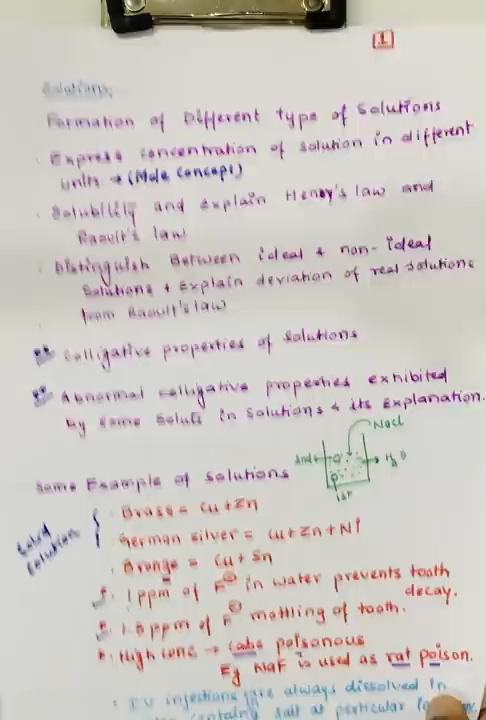 1
Solutions
Formation of Different type of Solutions
Express concentration of solution in different
units → (Mole concept)
Solubility and explain Henry's law and
Raoult's law
Distinguish Between ideal & non-ideal
Solutions & Explain deviation of real solutions
from Raoult's law
Colligative properties of solutions
Abnormal colligative properties exhibited
by some solute in solutions & its explanation.
NaCl
Some Example of solutions
Solid solution
Brass = Cu + Zn
German silver = Cu + Zn + Ni
Bronze = Cu + Sn
1 ppm of F⊖ in water prevents tooth
decay.
1.5 ppm of F⊖ mottling of tooth.
High conc → poisonous
Eg NaF is used as rat poison.
IV injections are always dissolved in
salt at particular